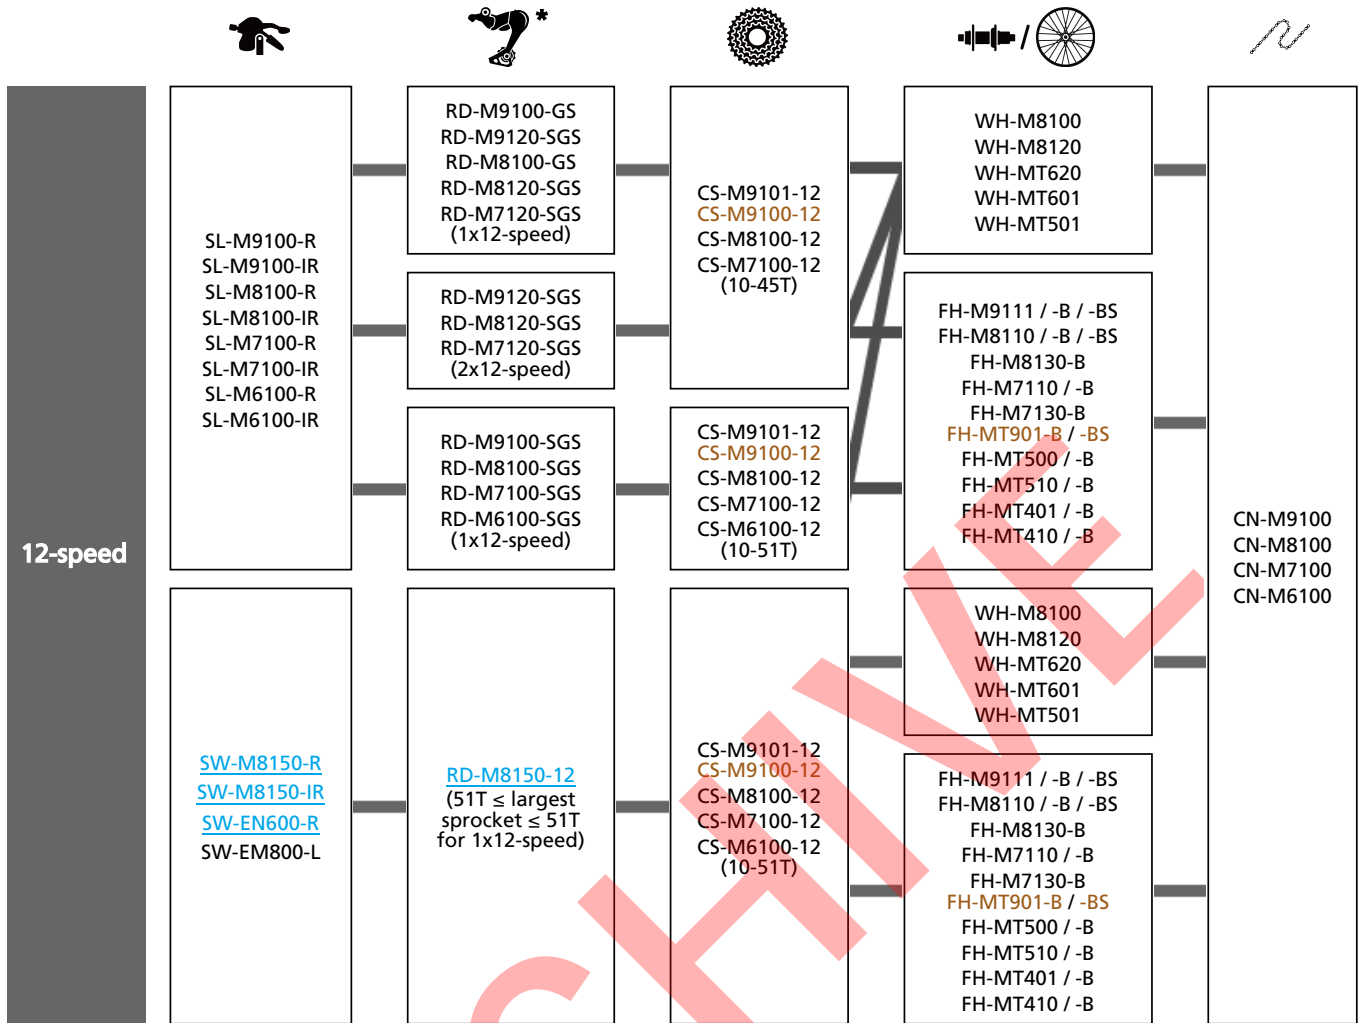 *
12-speed
SL-M9100-R
SL-M9100-IR
SL-M8100-R
SL-M8100-IR
SL-M7100-R
SL-M7100-IR
SL-M6100-R
SL-M6100-IR
RD-M9100-GS
RD-M9120-SGS
RD-M8100-GS
RD-M8120-SGS
RD-M7120-SGS
(1x12-speed)
RD-M9120-SGS
RD-M8120-SGS
RD-M7120-SGS
(2x12-speed)
RD-M9100-SGS
RD-M8100-SGS
RD-M7100-SGS
RD-M6100-SGS
(1x12-speed)
CS-M9101-12
CS-M9100-12
CS-M8100-12
CS-M7100-12
(10-45T)
CS-M9101-12
CS-M9100-12
CS-M8100-12
CS-M7100-12
CS-M6100-12
(10-51T)
WH-M8100
WH-M8120
WH-MT620
WH-MT601
WH-MT501
FH-M9111 / -B / -BS
FH-M8110 / -B / -BS
FH-M8130-B
FH-M7110 / -B
FH-M7130-B
FH-MT901-B / -BS
FH-MT500 / -B
FH-MT510 / -B
FH-MT401 / -B
FH-MT410 / -B
SW-M8150-R
SW-M8150-IR
SW-EN600-R
SW-EM800-L
RD-M8150-12
(51T ≤ largest
sprocket ≤ 51T
for 1x12-speed)
CS-M9101-12
CS-M9100-12
CS-M8100-12
CS-M7100-12
CS-M6100-12
(10-51T)
WH-M8100
WH-M8120
WH-MT620
WH-MT601
WH-MT501
FH-M9111 / -B / -BS
FH-M8110 / -B / -BS
FH-M8130-B
FH-M7110 / -B
FH-M7130-B
FH-MT901-B / -BS
FH-MT500 / -B
FH-MT510 / -B
FH-MT401 / -B
FH-MT410 / -B
CN-M9100
CN-M8100
CN-M7100
CN-M6100
CHIVE